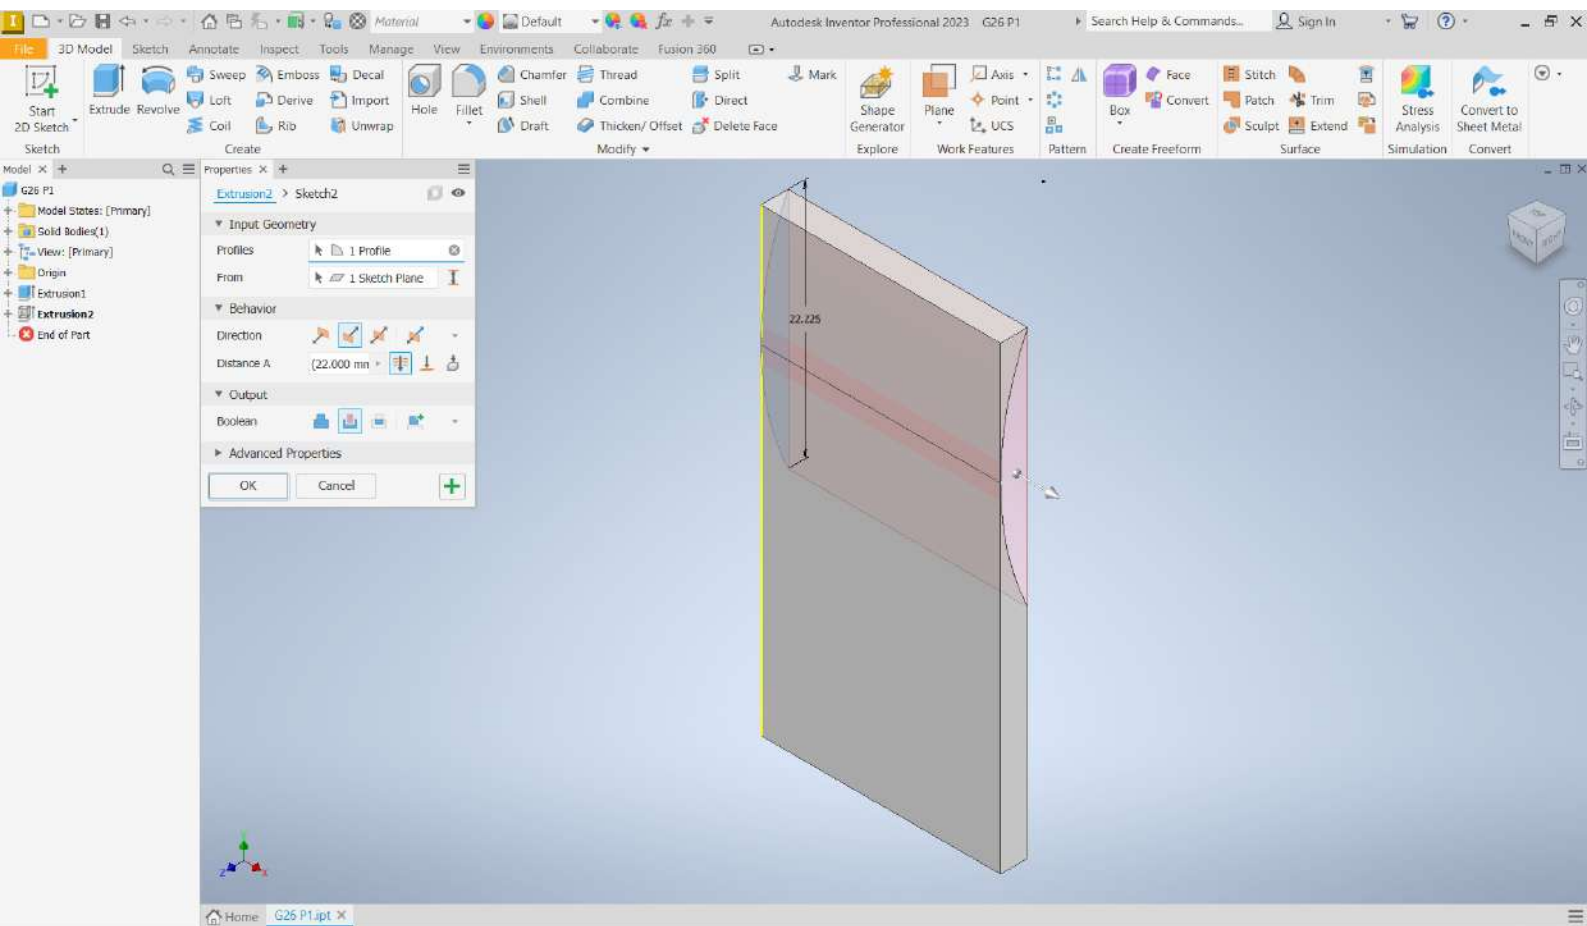 Material Default fx Autodesk Inventor Professional 2023 G26 P1 Search Help & Commands... Sign In
File 3D Model Sketch Annotate Inspect Tools Manage View Environments Collaborate Fusion 360
Sweep Emboss Decal Chamfer Thread Split Mark Axis Face Stitch
Start 2D Sketch Extrude Revolve Loft Derive Import Hole Fillet Shell Combine Direct Shape Generator Plane Point Box Convert Patch Trim Stress Analysis Convert to Sheet Metal
Coil Rib Unwrap Draft Thicken/ Offset Delete Face UCS Sculpt Extend
Sketch Create Modify Explore Work Features Pattern Create Freeform Surface Simulation Convert
Model X + Properties X +
G26 P1
Model States: [Primary]
Solid Bodies(1)
View: [Primary]
Origin
Extrusion1
Extrusion2
End of Part
Extrusion2 > Sketch2
Input Geometry
Profiles 1 Profile
From 1 Sketch Plane
Behavior
Direction
Distance A (22.000 mm
Output
Boolean
Advanced Properties
OK Cancel
22.225
Home G26 P1.ipt X